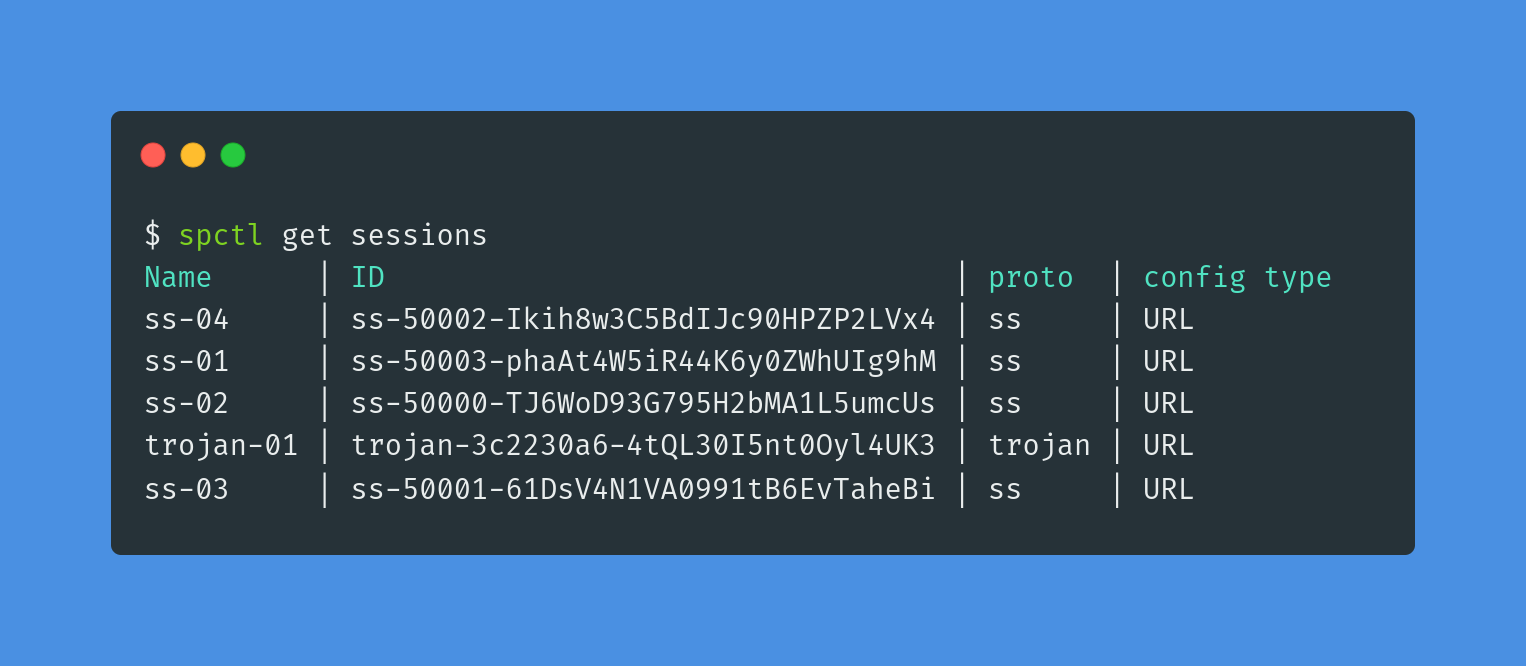 $ spctl get sessions
Name | ID | proto | config type
ss-04 | ss-50002-Ikih8w3C5BdIJc90HPZP2LVx4 | ss | URL
ss-01 | ss-50003-phaAt4W5iR44K6y0ZWhUIg9hM | ss | URL
ss-02 | ss-50000-TJ6WoD93G795H2bMA1L5umcUs | ss | URL
trojan-01 | trojan-3c2230a6-4tQL30I5nt0Oyl4UK3 | trojan | URL
ss-03 | ss-50001-61DsV4N1VA0991tB6EvTaheBi | ss | URL